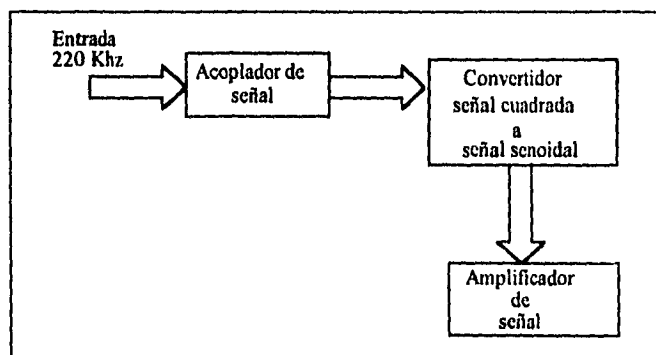 Entrada
220 Khz
Acoplador de
señal
Convertidor
señal cuadrada
a
señal senoidal
Amplificador
de
señal